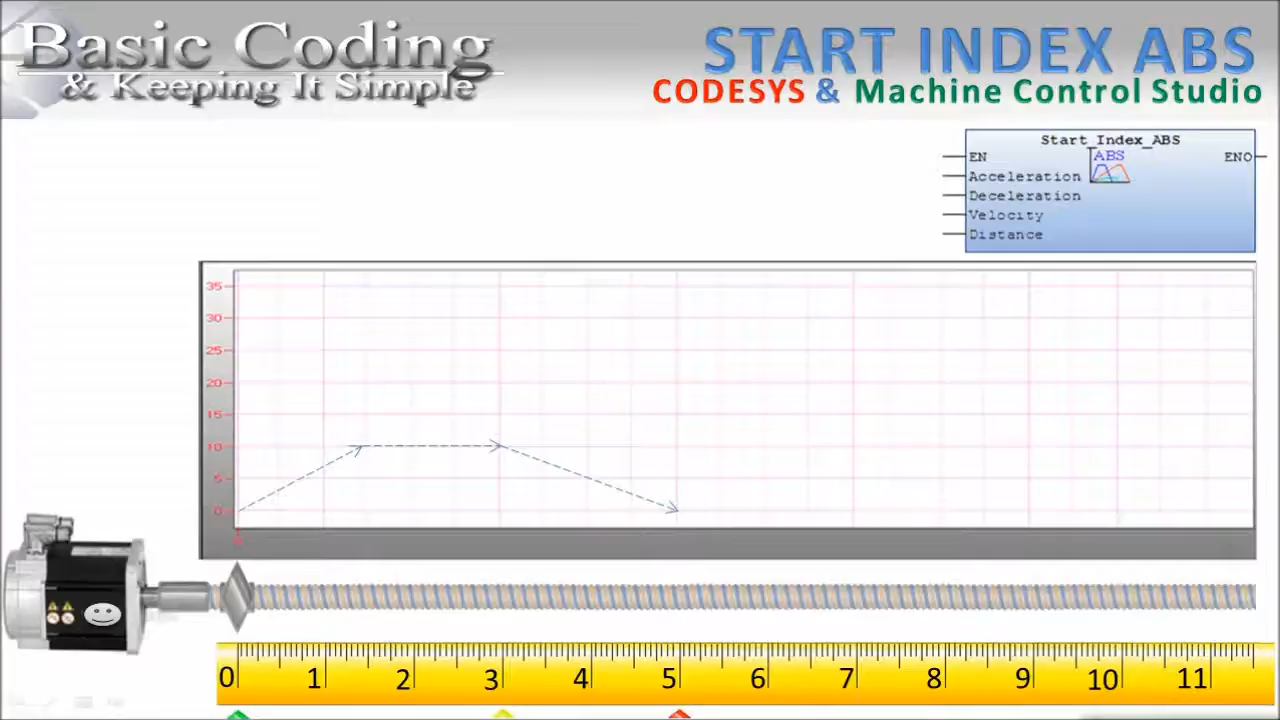 Basic Coding
& Keeping It Simple
START INDEX ABS
CODESYS & Machine Control Studio
Start_Index_ABS
EN
ABS
ENO
Acceleration
Deceleration
Velocity
Distance
35
30
25
20
15
10
5
0
0 1 2 3 4 5 6 7 8 9 10 11